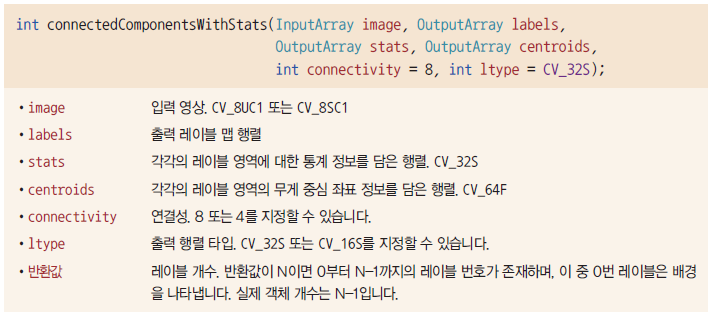 int connectedComponentsWithStats(InputArray image, OutputArray labels,
OutputArray stats, OutputArray centroids,
int connectivity = 8, int ltype = CV_32S);
• image 입력 영상. CV_8UC1 또는 CV_8SC1
• labels 출력 레이블 맵 행렬
• stats 각각의 레이블 영역에 대한 통계 정보를 담은 행렬. CV_32S
• centroids 각각의 레이블 영역의 무게 중심 좌표 정보를 담은 행렬. CV_64F
• connectivity 연결성. 8 또는 4를 지정할 수 있습니다.
• ltype 출력 행렬 타입. CV_32S 또는 CV_16S를 지정할 수 있습니다.
• 반환값 레이블 개수. 반환값이 N이면 0부터 N-1까지의 레이블 번호가 존재하며, 이 중 0번 레이블은 배경
을 나타냅니다. 실제 객체 개수는 N-1입니다.